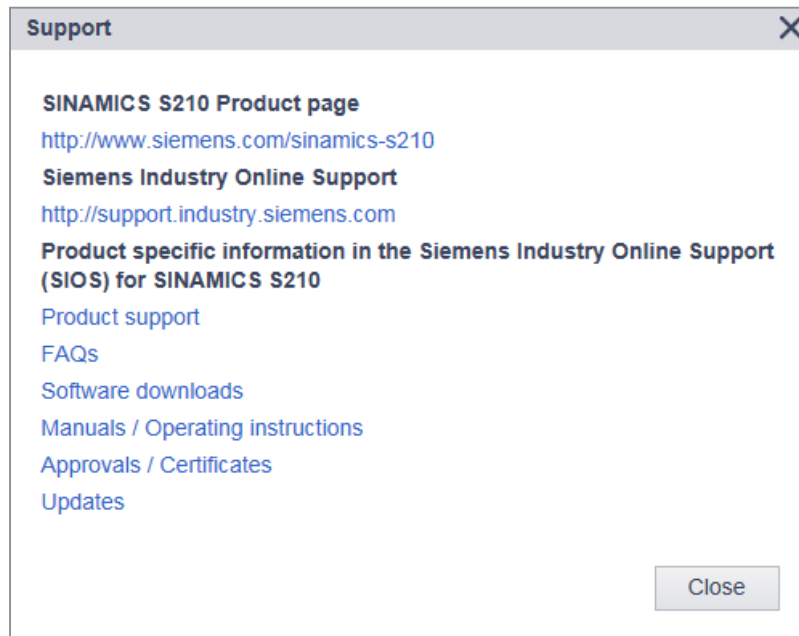 Support
SINAMICS S210 Product page
http://www.siemens.com/sinamics-s210
Siemens Industry Online Support
http://support.industry.siemens.com
Product specific information in the Siemens Industry Online Support
(SIOS) for SINAMICS S210
Product support
FAQs
Software downloads
Manuals / Operating instructions
Approvals / Certificates
Updates
Close